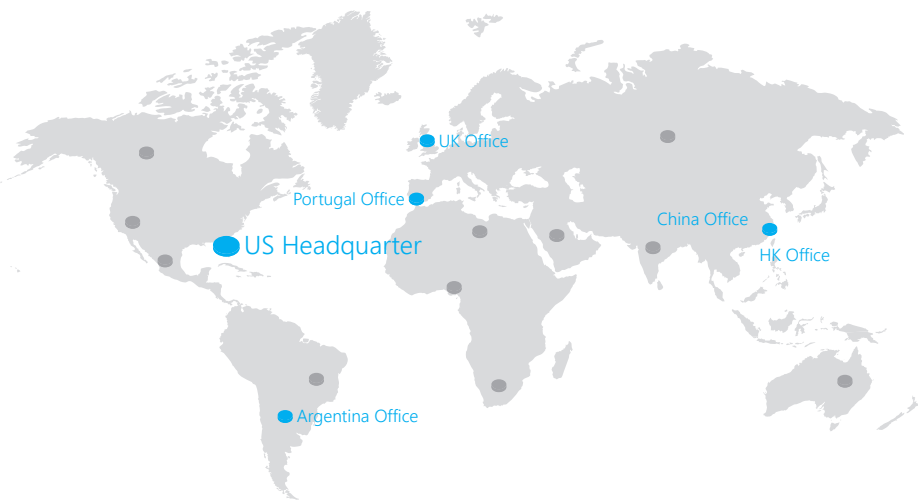 UK Office
Portugal Office
China Office
US Headquarter
HK Office
Argentina Office